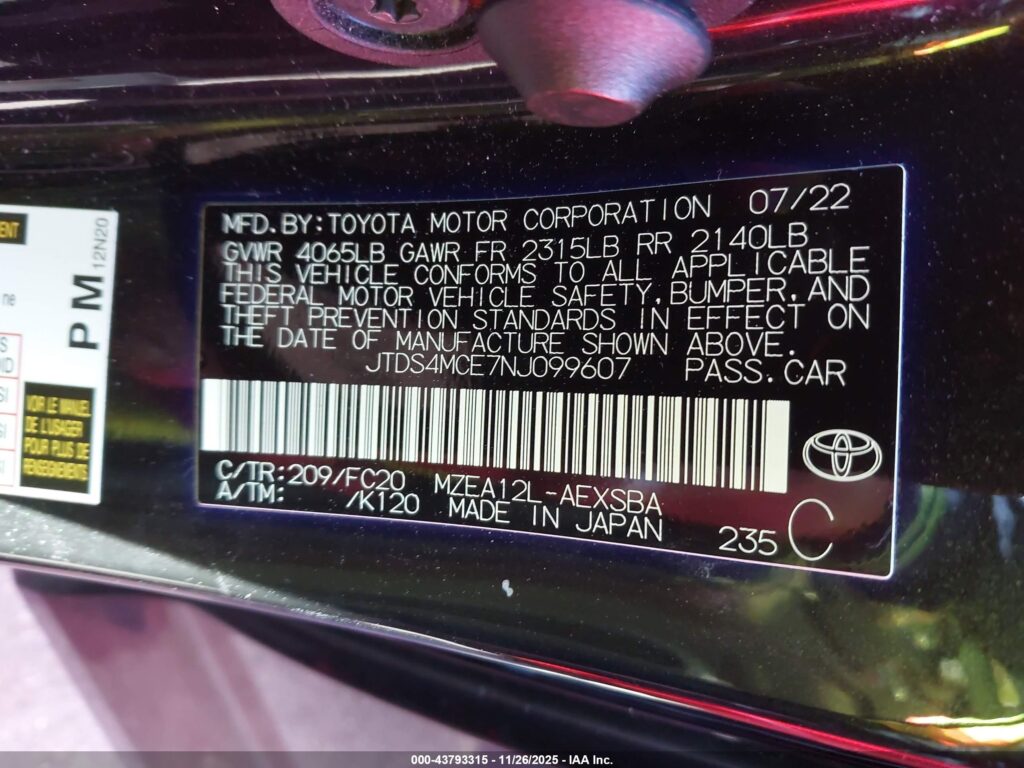 MFD. BY: TOYOTA MOTOR CORPORATION 07/22
GVWR 4065LB GAWR FR 2315LB RR 2140LB
THIS VEHICLE CONFORMS TO ALL APPLICABLE
FEDERAL MOTOR VEHICLE SAFETY, BUMPER, AND
THEFT PREVENTION STANDARDS IN EFFECT ON
THE DATE OF MANUFACTURE SHOWN ABOVE.
JTDS4MCE7NJ099607 PASS. CAR
C/TR: 209/FC20 MZEA12L-AEXSBA
A/TM: /K120 MADE IN JAPAN
235 C
PM
12N20
ENT
ne
VOIR LE MANUEL
DE L'USAGER
POUR PLUS DE
RENSEIGNEMENTS
000-43793315 - 11/26/2025 - IAA Inc.